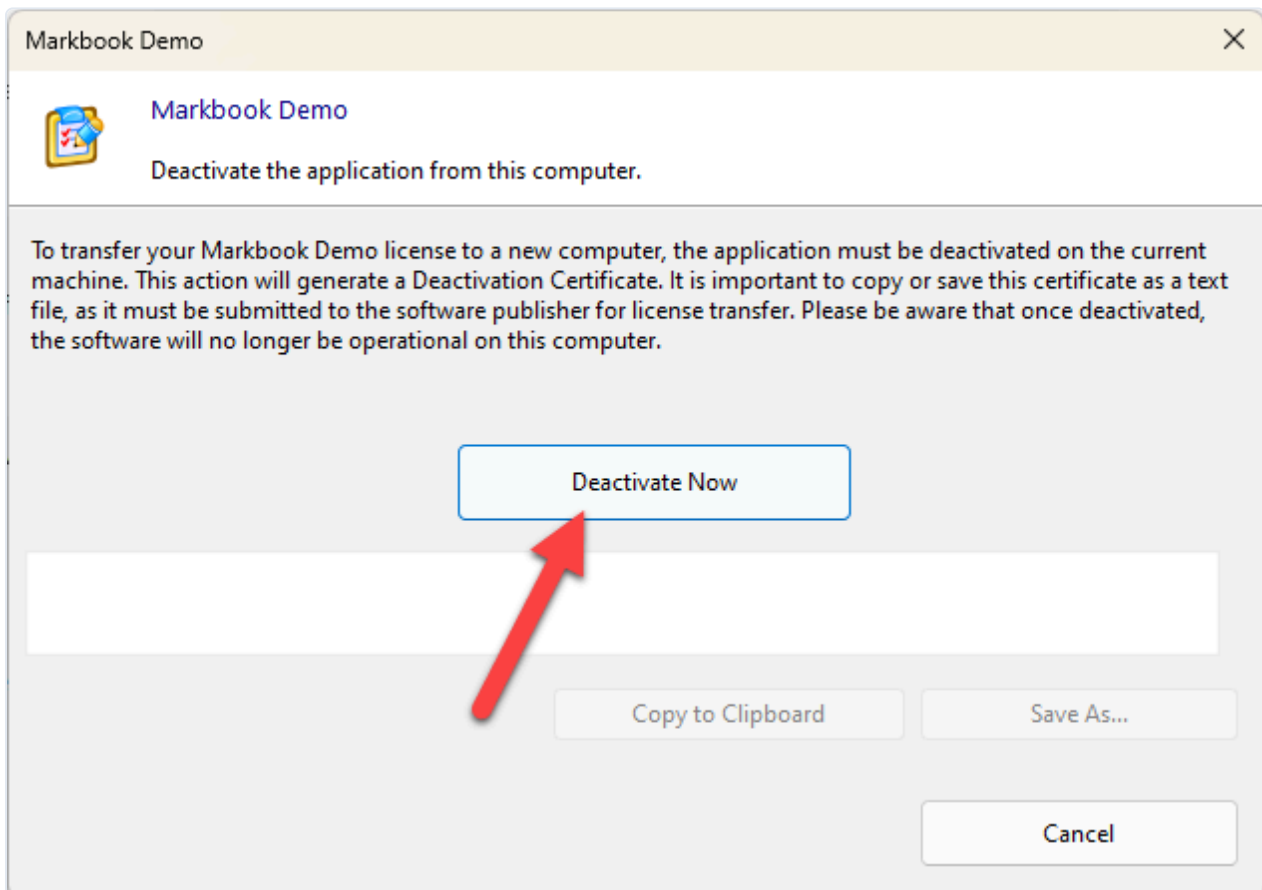 Markbook Demo
Markbook Demo
Deactivate the application from this computer.
To transfer your Markbook Demo license to a new computer, the application must be deactivated on the current
machine. This action will generate a Deactivation Certificate. It is important to copy or save this certificate as a text
file, as it must be submitted to the software publisher for license transfer. Please be aware that once deactivated,
the software will no longer be operational on this computer.
Deactivate Now
Copy to Clipboard
Save As...
Cancel